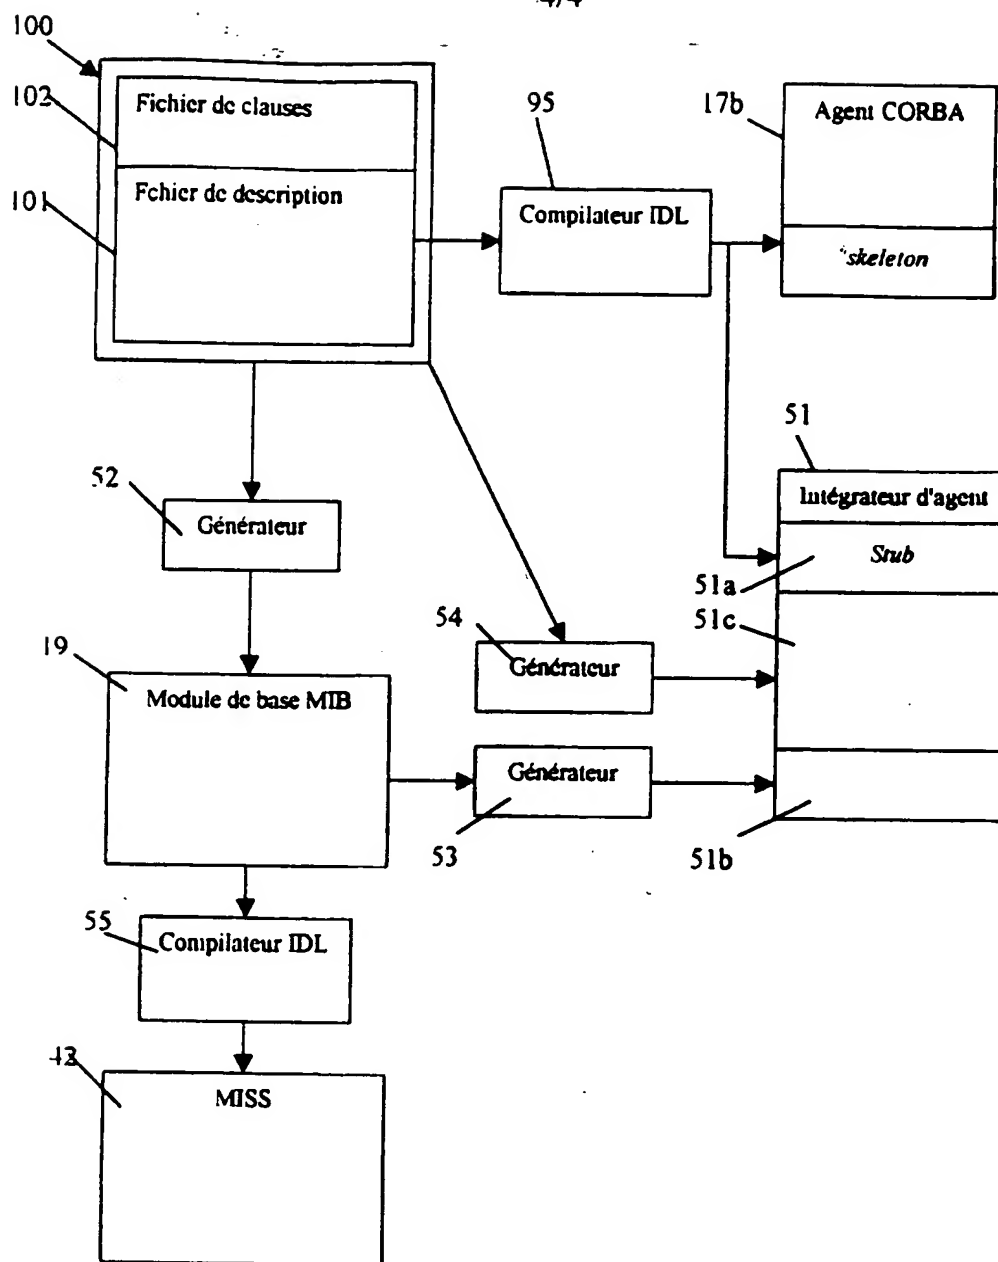 4/4
100
102
Fichier de clauses
95
17b
Agent CORBA
101
Fchier de description
Compilateur IDL
skeleton
51
52
Générateur
Intégrateur d'agent
Stub
51a
51c
54
19
Générateur
Module de base MIB
Générateur
53
51b
55
Compilateur IDL
MISS